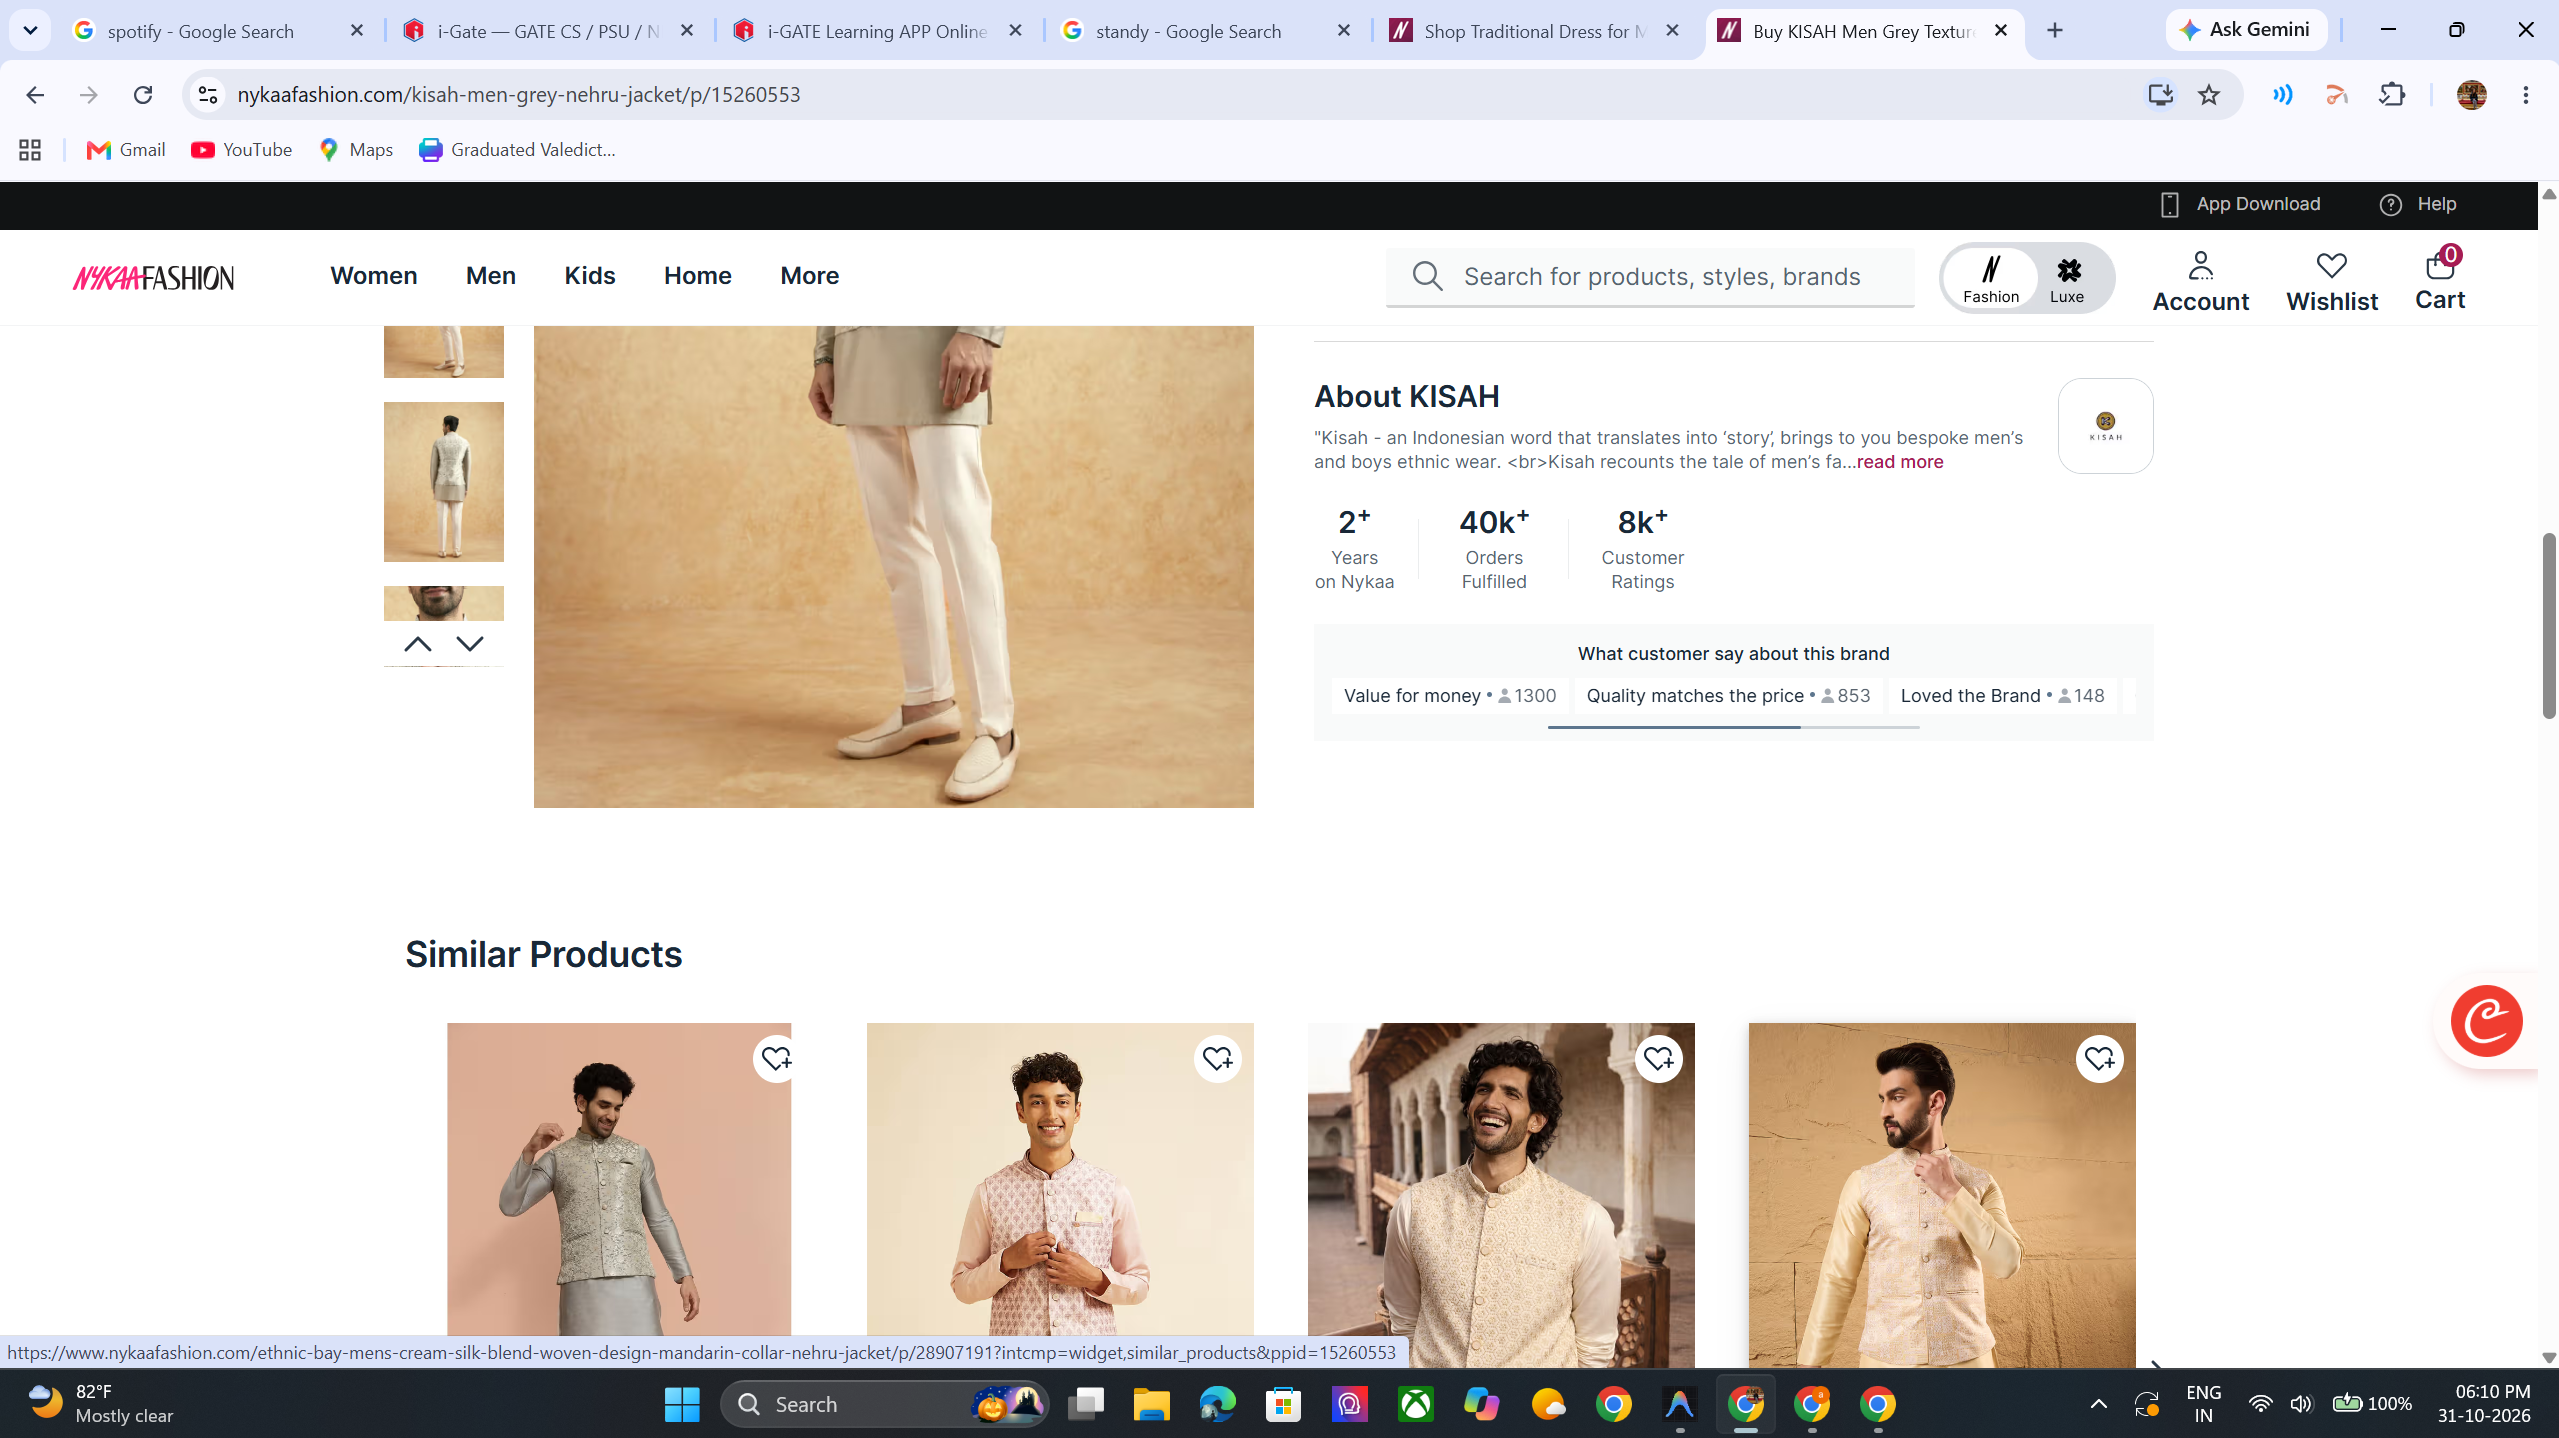 spotify - Google Search
i-Gate — GATE CS / PSU / N
i-GATE Learning APP Online
standy - Google Search
Shop Traditional Dress for M
Buy KISAH Men Grey Texture
Ask Gemini
nykaafashion.com/kisah-men-grey-nehru-jacket/p/15260553
Gmail
YouTube
Maps
Graduated Valedict...
App Download
Help
NYKAA FASHION
Women
Men
Kids
Home
More
Search for products, styles, brands
Fashion
Luxe
Account
Wishlist
0
Cart
About KISAH
"Kisah - an Indonesian word that translates into ‘story’, brings to you bespoke men’s
and boys ethnic wear. <br>Kisah recounts the tale of men’s fa...read more
KISAH
2+
Years
on Nykaa
40k+
Orders
Fulfilled
8k+
Customer
Ratings
What customer say about this brand
Value for money • 1300
Quality matches the price • 853
Loved the Brand • 148
Similar Products
https://www.nykaafashion.com/ethnic-bay-mens-cream-silk-blend-woven-design-mandarin-collar-nehru-jacket/p/28907191?intcmp=widget,similar_products&ppid=15260553
82°F
Mostly clear
Search
a
ENG
IN
100%
06:10 PM
31-10-2026